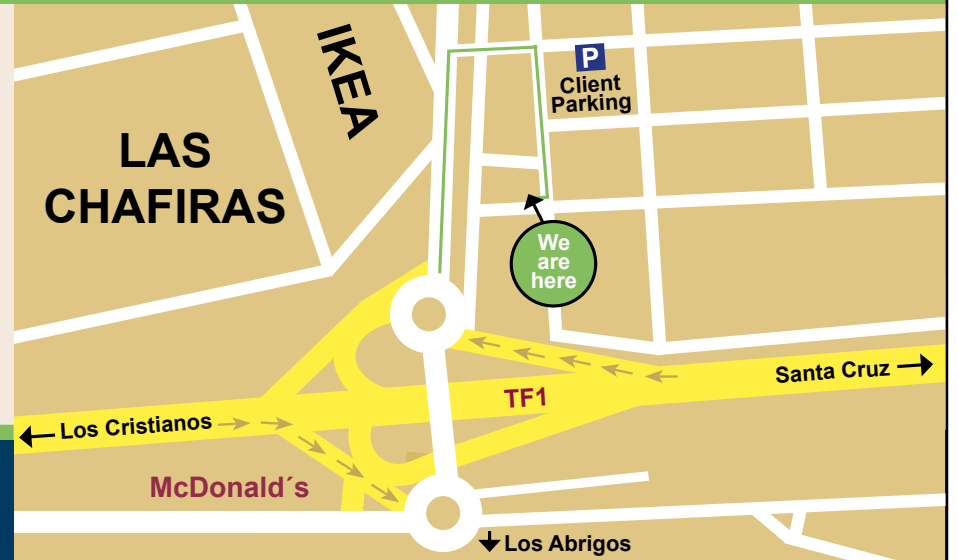 IKEA
P
Client
Parking
LAS
CHAFIRAS
We
are
here
Santa Cruz
TF1
Los Cristianos
McDonald´s
Los Abrigos